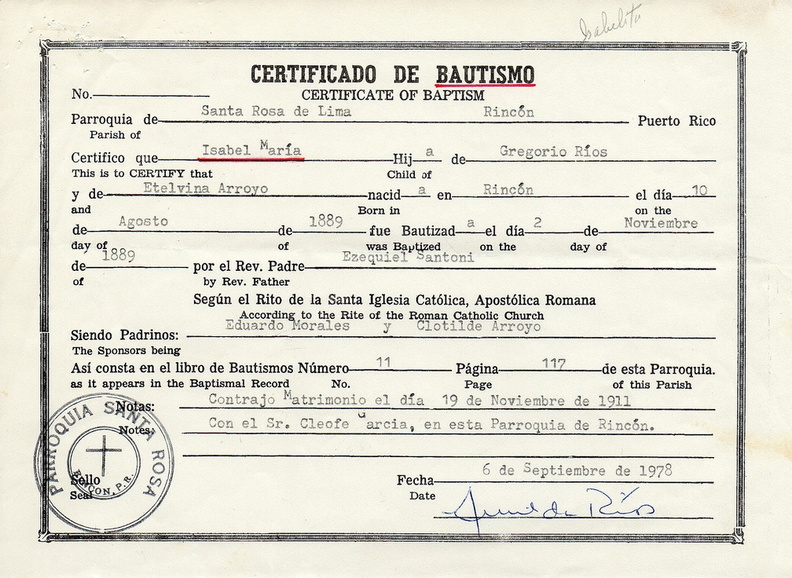 Isabelita
CERTIFICADO DE BAUTISMO
No.
CERTIFICATE OF BAPTISM
Parroquia de Santa Rosa de Lima Rincón Puerto Rico
Parish of
Certifico que Isabel María Hij a de Gregorio Ríos
This is to CERTIFY that Child of
y de Etelvina Arroyo nacid a en Rincón el día 10
and Born in on the
de Agosto de 1889 fue Bautizad a el día 2 de Noviembre
day of of was Baptized on the day of
de 1889 por el Rev. Padre Ezequiel Santoni
of by Rev. Father
Según el Rito de la Santa Iglesia Católica, Apostólica Romana
According to the Rite of the Roman Catholic Church
Siendo Padrinos: Eduardo Morales y Clotilde Arroyo
The Sponsors being
Así consta en el libro de Bautismos Número 11 Página 117 de esta Parroquia.
as it appears in the Baptismal Record No. Page of this Parish
Notas: Contrajo Matrimonio el día 19 de Noviembre de 1911
Notes: Con el Sr. Cleofe Garcia, en esta Parroquia de Rincón.
PARROQUIA SANTA ROSA
RINCON, P.R.
Sello Fecha 6 de Septiembre de 1978
Seal Date
Ríos